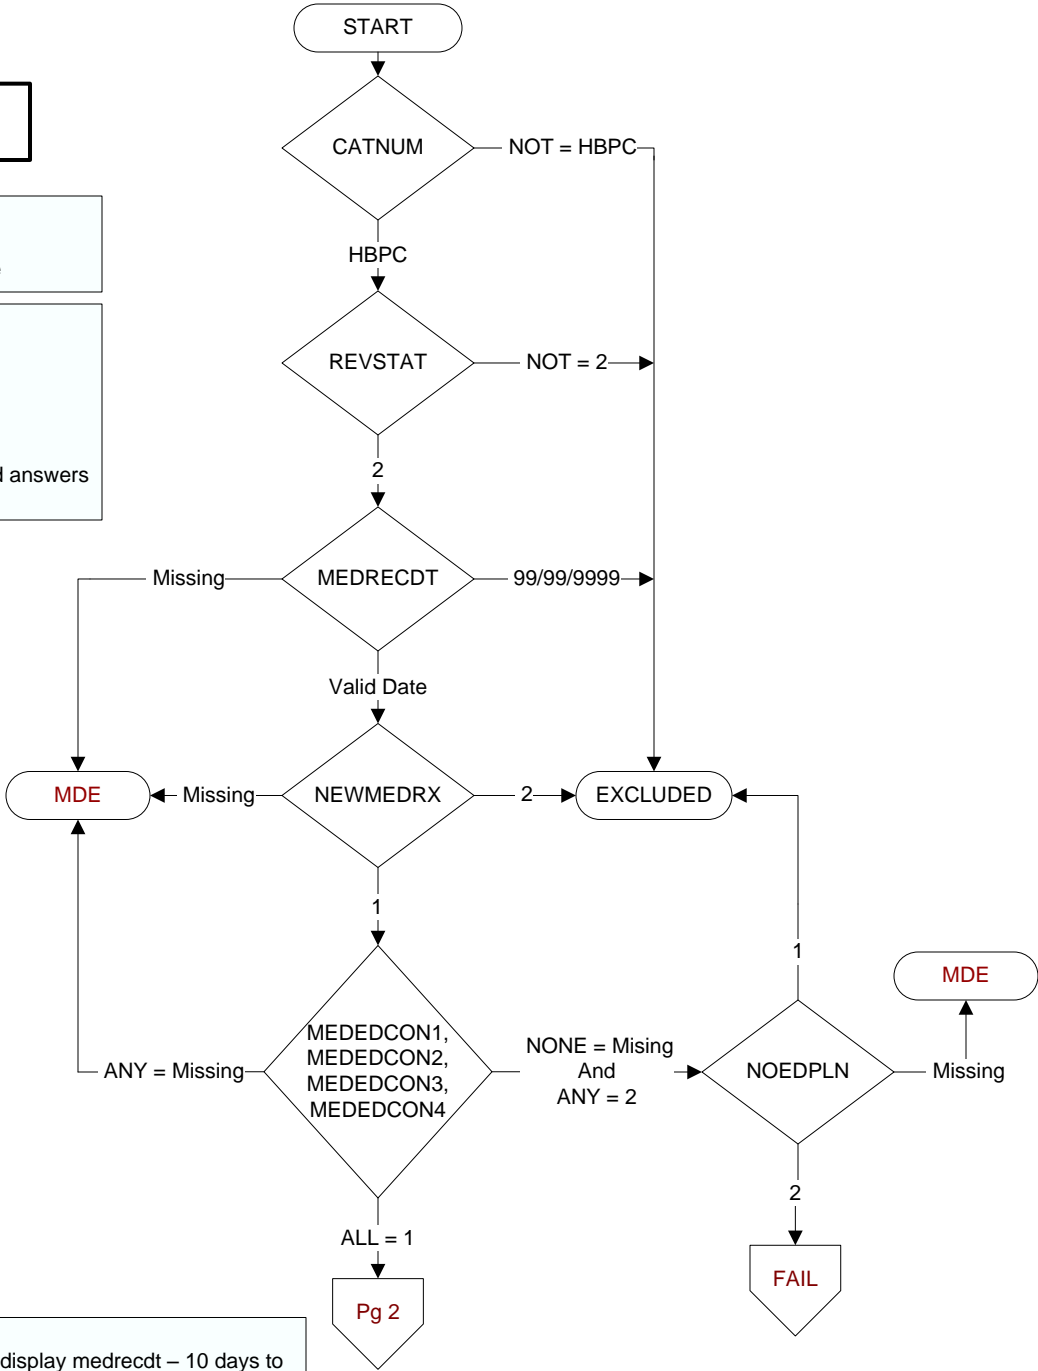 START
CATNUM
NOT = HBPC
HBPC
REVSTAT
NOT = 2
2
answers
MEDRECDT
Missing
99/99/9999
Valid Date
NEWMEDRX
Missing
MDE
2
EXCLUDED
1
1
MDE
MEDEDCON1,
MEDEDCON2,
MEDEDCON3,
MEDEDCON4
ANY = Missing
NONE = Mising
And
ANY = 2
NOEDPLN
Missing
2
ALL = 1
FAIL
Pg 2
display medrecdt – 10 days to